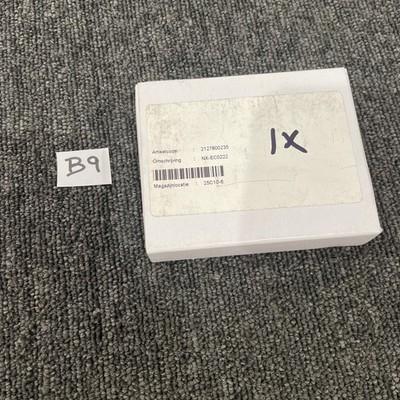 B9
1X
Artikelcode : 2127800235
Omschrijving : NX-EC0222
Magazijnlocatie : 25C10-6